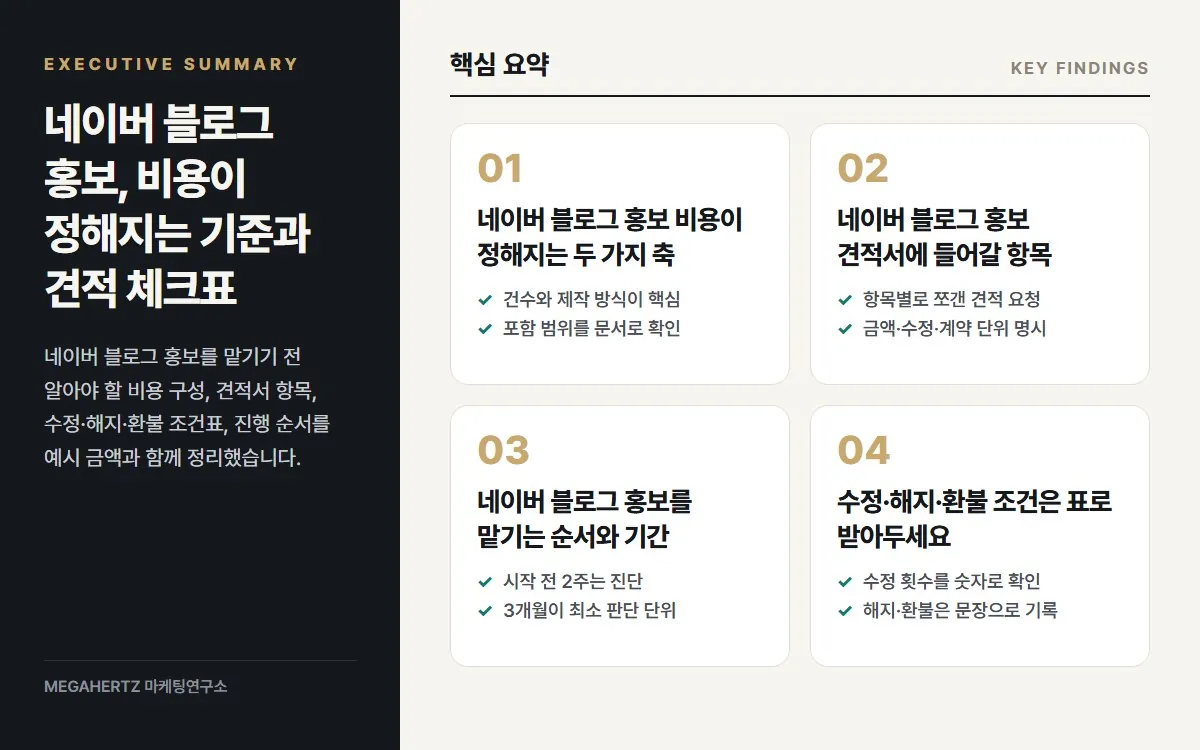 EXECUTIVE SUMMARY
네이버 블로그
홍보, 비용이
정해지는 기준과
견적 체크표
네이버 블로그 홍보를 맡기기 전
알아야 할 비용 구성, 견적서 항목,
수정·해지·환불 조건표, 진행 순서를
예시 금액과 함께 정리했습니다.
MEGAHERTZ 마케팅연구소
핵심 요약
KEY FINDINGS
01
네이버 블로그 홍보 비용이
정해지는 두 가지 축
✓ 건수와 제작 방식이 핵심
✓ 포함 범위를 문서로 확인
02
네이버 블로그 홍보
견적서에 들어갈 항목
✓ 항목별로 쪼갠 견적 요청
✓ 금액·수정·계약 단위 명시
03
네이버 블로그 홍보를
맡기는 순서와 기간
✓ 시작 전 2주는 진단
✓ 3개월이 최소 판단 단위
04
수정·해지·환불 조건은 표로
받아두세요
✓ 수정 횟수를 숫자로 확인
✓ 해지·환불은 문장으로 기록